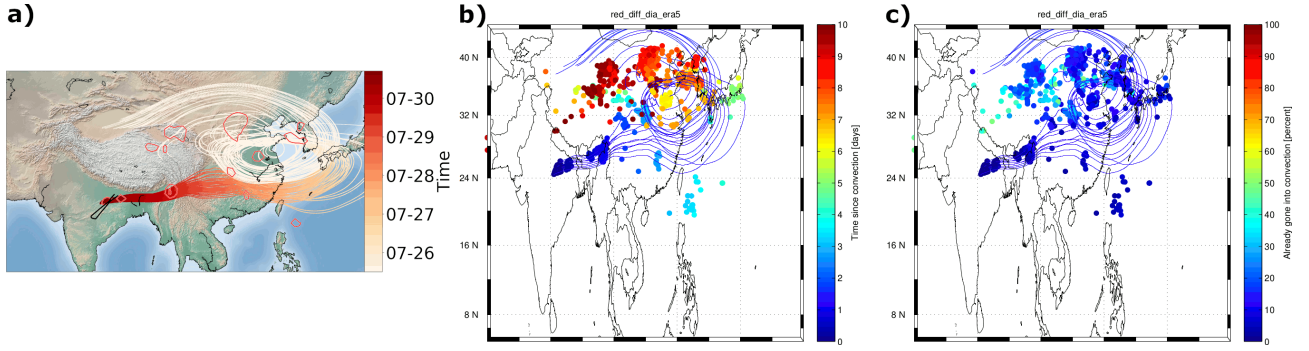 a)
07-30
07-29
07-28
07-27
07-26
Time
b)
red_diff_dia_era5
40 N
32 N
24 N
16 N
8 N
10
9
8
7
6
5
4
3
2
1
0
Time since convection [days]
c)
red_diff_dia_era5
40 N
32 N
24 N
16 N
8 N
100
90
80
70
60
50
40
30
20
10
0
Already gone into convection [percent]